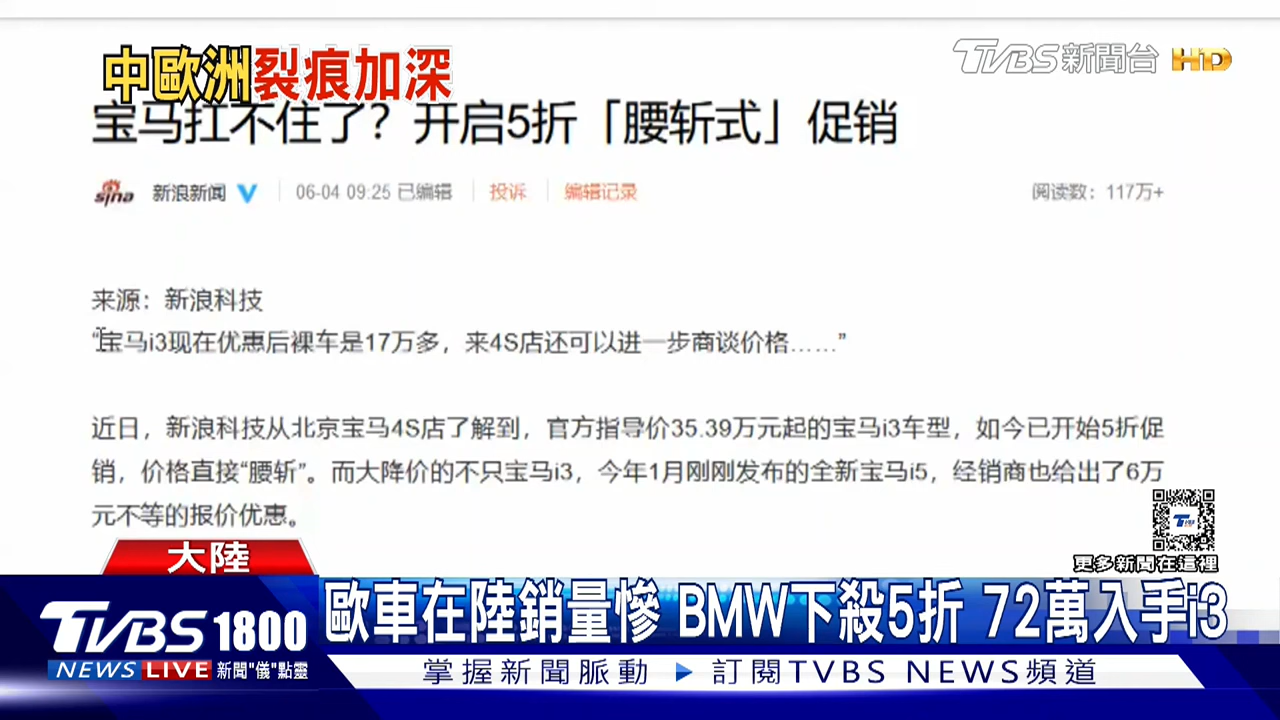 中歐洲裂痕加深
TVBS新聞台 HD
宝马扛不住了？开启5折「腰斩式」促销
sina 新浪新闻 06-04 09:25 已编辑 投诉 编辑记录 阅读数：117万+
来源：新浪科技
“宝马i3现在优惠后裸车是17万多，来4S店还可以进一步商谈价格……”
近日，新浪科技从北京宝马4S店了解到，官方指导价35.39万元起的宝马i3车型，如今已开始5折促
销，价格直接“腰斩”。而大降价的不只宝马i3，今年1月刚刚发布的全新宝马i5，经销商也给出了6万
元不等的报价优惠。
TVBS
更多新聞在這裡
大陸
歐車在陸銷量慘 BMW下殺5折 72萬入手i3
TVBS 1800
NEWS LIVE 新聞"儀"點靈
掌握新聞脈動 ▶ 訂閱TVBS NEWS頻道